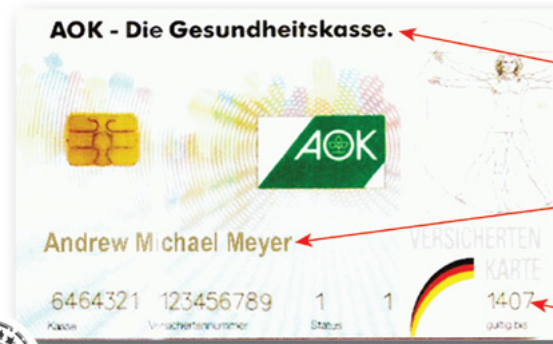 AOK - Die Gesundheitskasse.
AOK
Andrew Michael Meyer
VERSICHERTEN
KARTE
6464321 123456789 1 1 1407
Kasse Versichertennummer Status gültig bis